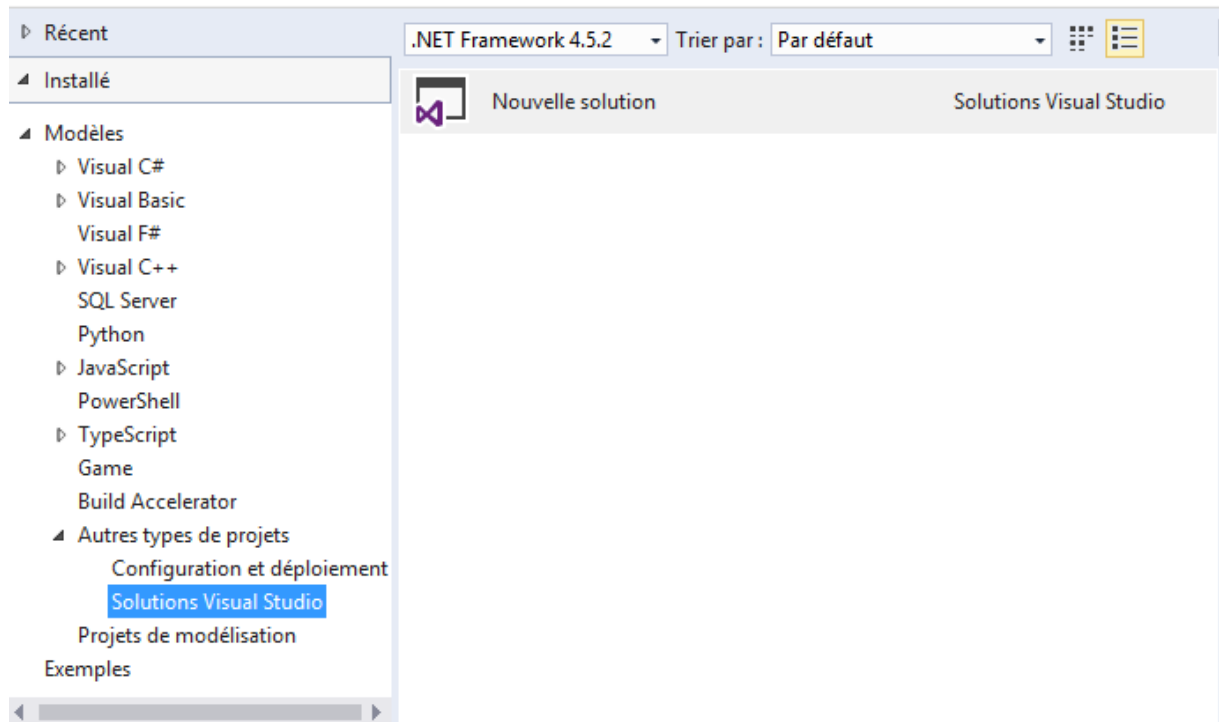 Récent
Installé
Modèles
Visual C#
Visual Basic
Visual F#
Visual C++
SQL Server
Python
JavaScript
PowerShell
TypeScript
Game
Build Accelerator
Autres types de projets
Configuration et déploiement
Solutions Visual Studio
Projets de modélisation
Exemples
.NET Framework 4.5.2 Trier par : Par défaut
Nouvelle solution Solutions Visual Studio